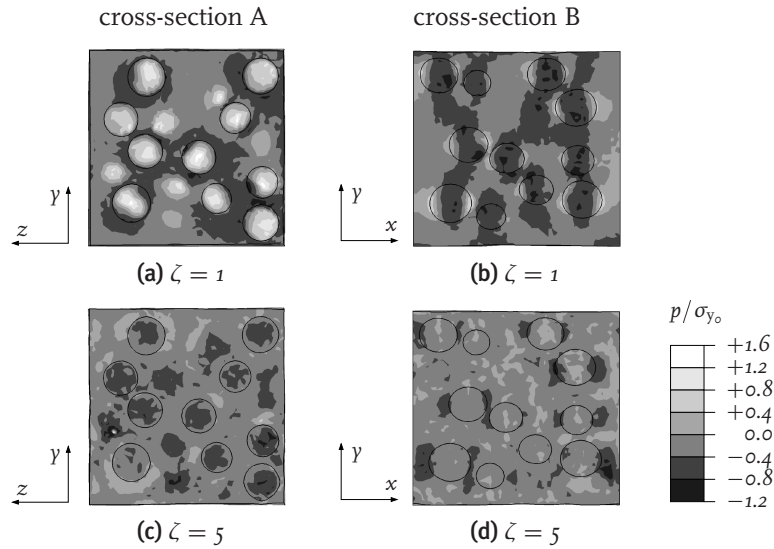 cross-section A
cross-section B
y
z
y
x
(a) ζ = 1
(b) ζ = 1
y
z
y
x
(c) ζ = 5
(d) ζ = 5
p/σy₀
+1.6
+1.2
+0.8
+0.4
0.0
−0.4
−0.8
−1.2